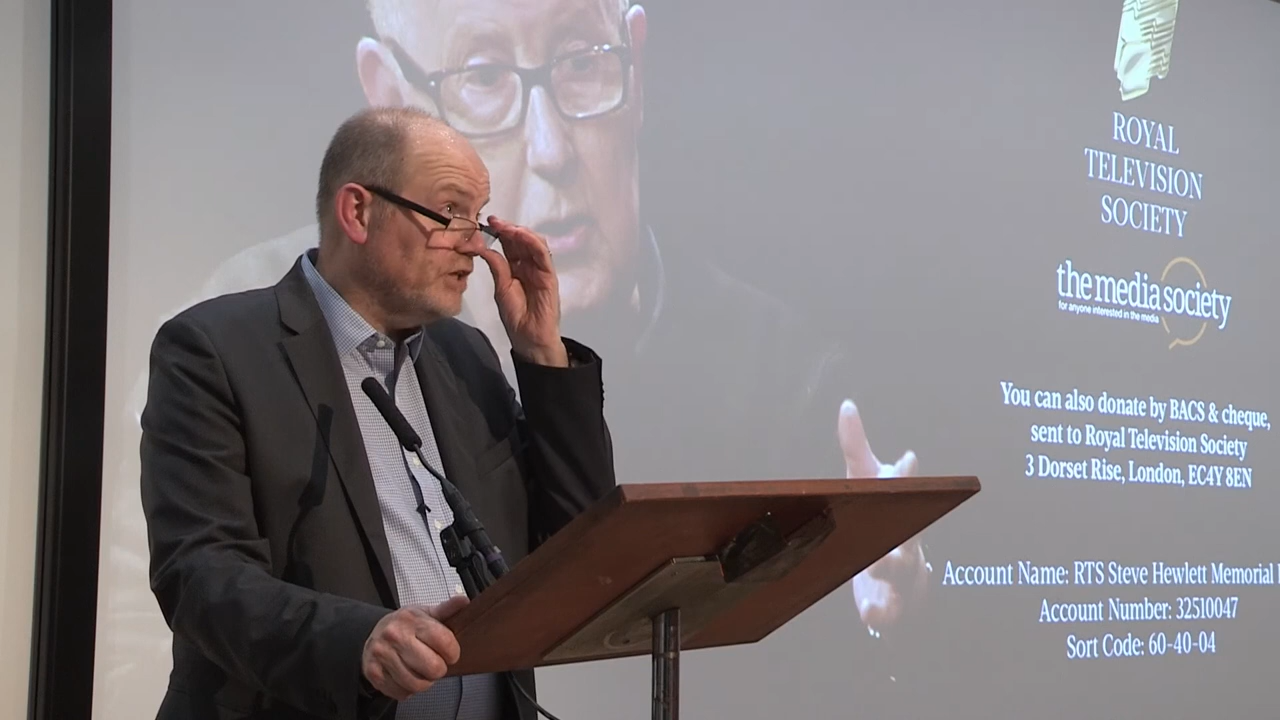 ROYAL
TELEVISION
SOCIETY
the media society
for anyone interested in the media
You can also donate by BACS & cheque,
sent to Royal Television Society
3 Dorset Rise, London, EC4Y 8EN
Account Name: RTS Steve Hewlett Memorial
Account Number: 32510047
Sort Code: 60-40-04